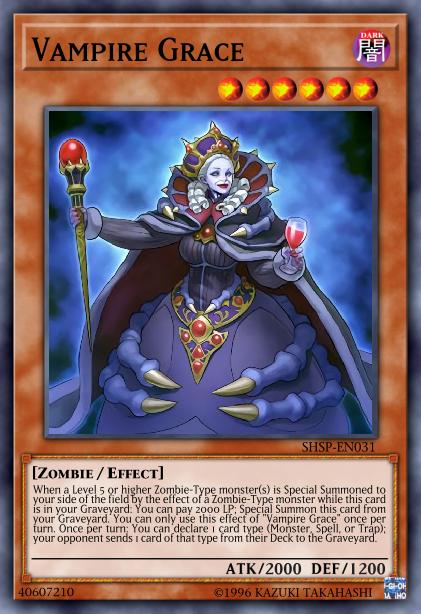 VAMPIRE GRACE
DARK
闇
SHSP-EN031
[ZOMBIE / EFFECT]
When a Level 5 or higher Zombie-Type monster(s) is Special Summoned to
your side of the field by the effect of a Zombie-Type monster while this card
is in your Graveyard: You can pay 2000 LP; Special Summon this card from
your Graveyard. You can only use this effect of "Vampire Grace" once per
turn. Once per turn: You can declare 1 card type (Monster, Spell, or Trap);
your opponent sends 1 card of that type from their Deck to the Graveyard.
ATK/2000 DEF/1200
40607210
©1996 KAZUKI TAKAHASHI